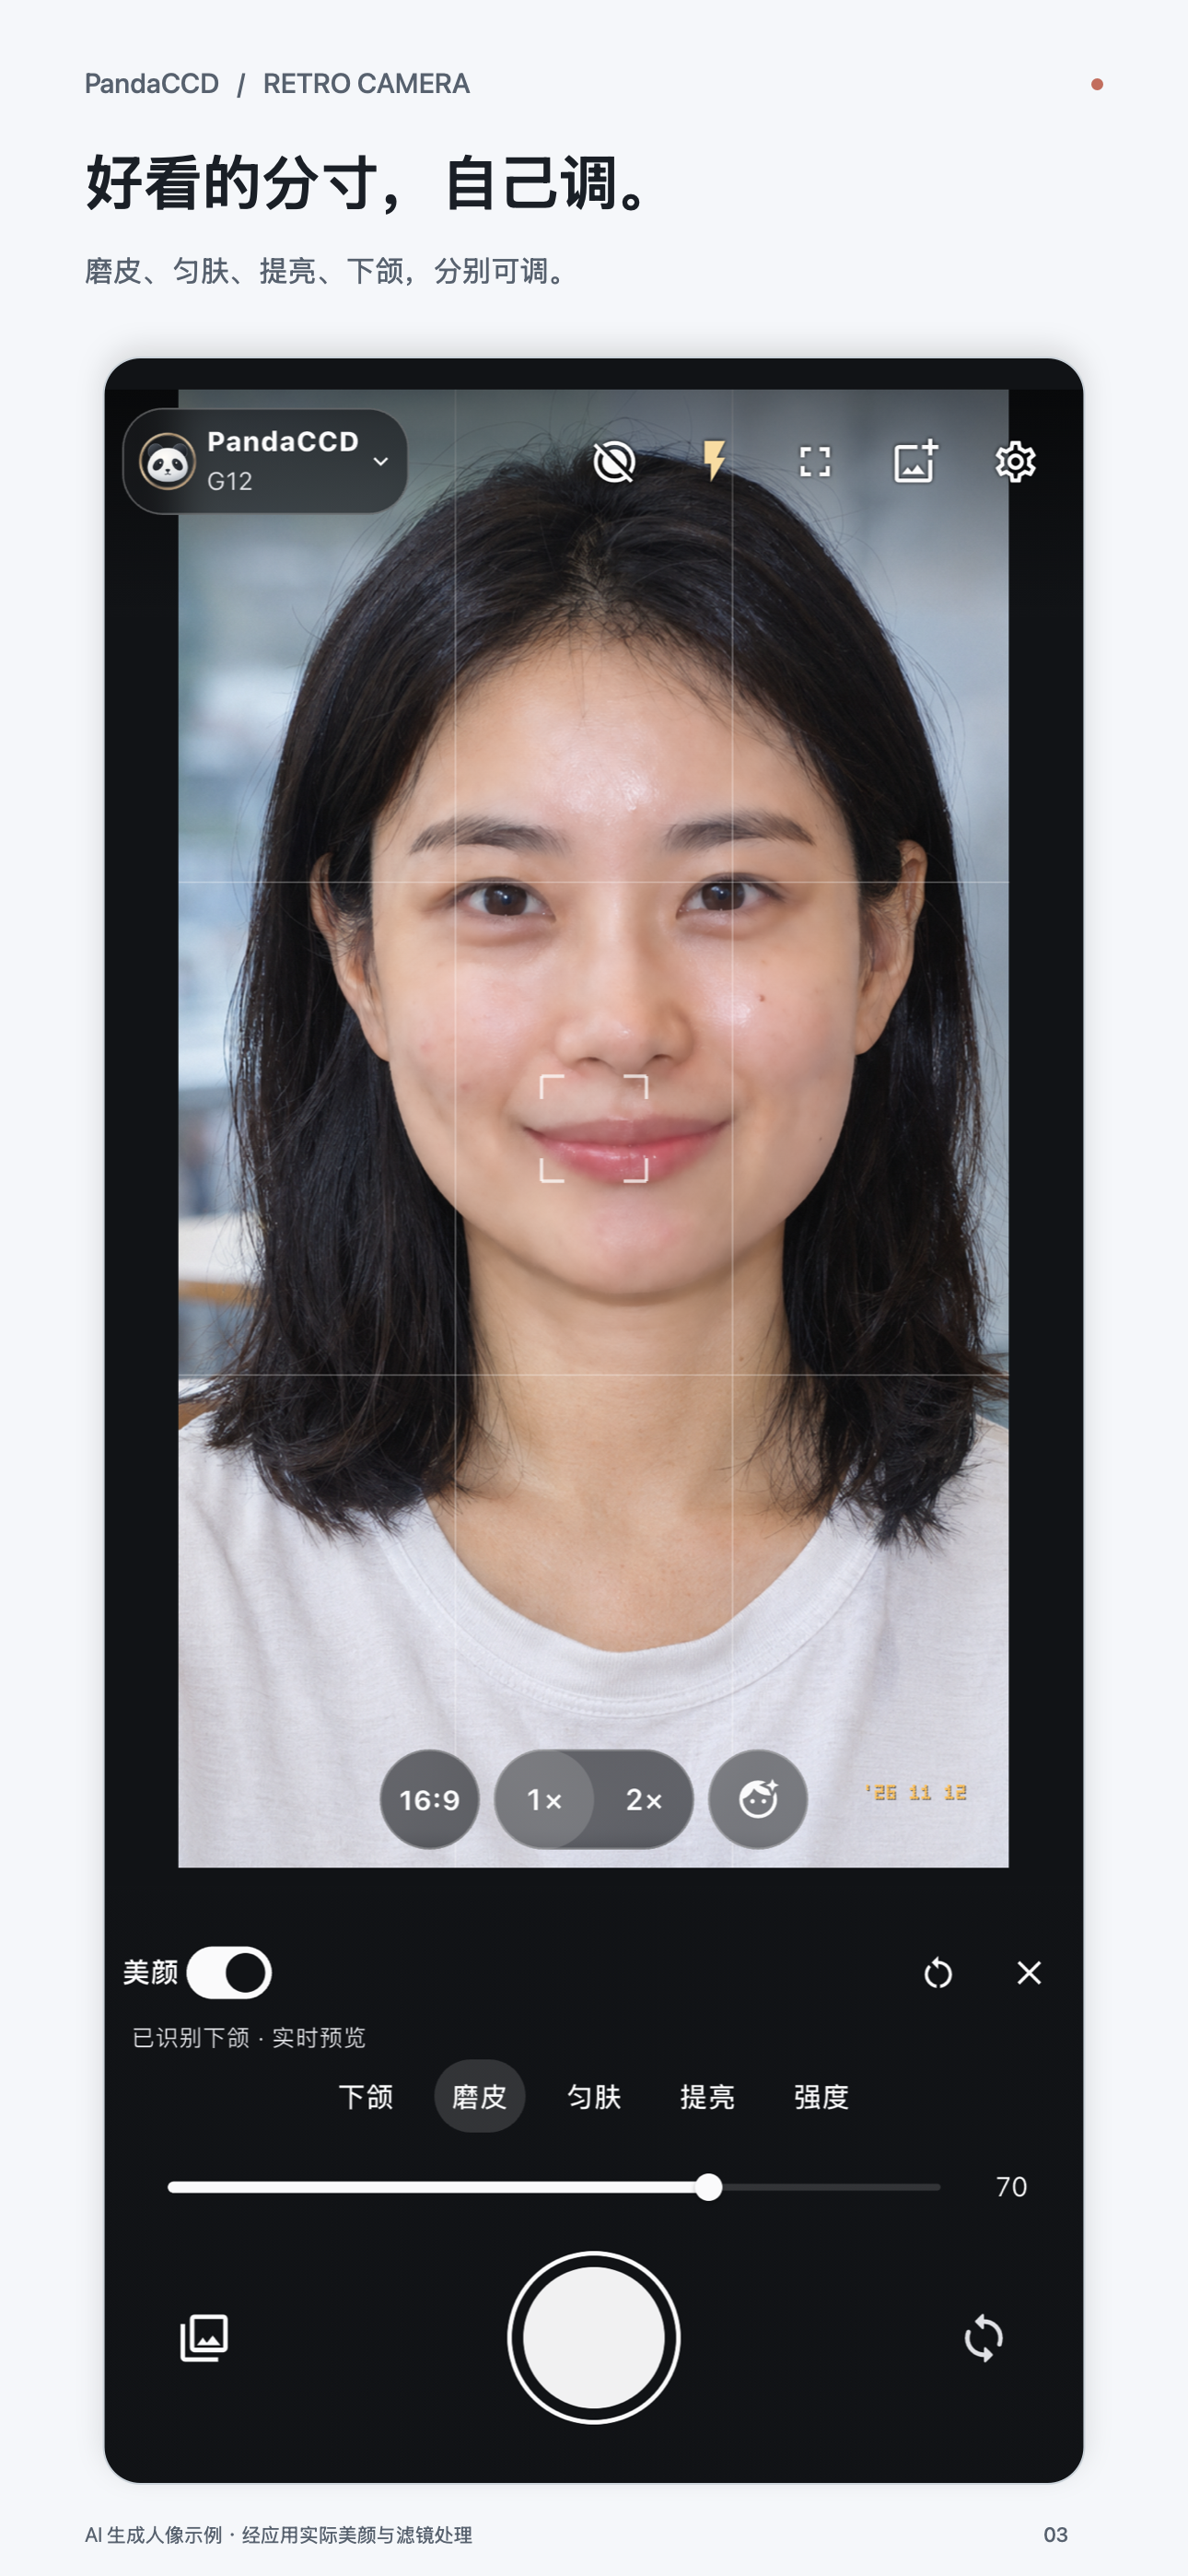 PandaCCD / RETRO CAMERA
好看的分寸，自己调。
磨皮、匀肤、提亮、下颌，分别可调。
PandaCCD
G12
16:9
1×
2×
'26 11 12
美颜
已识别下颌 · 实时预览
下颌
磨皮
匀肤
提亮
强度
70
AI 生成人像示例 · 经应用实际美颜与滤镜处理
03